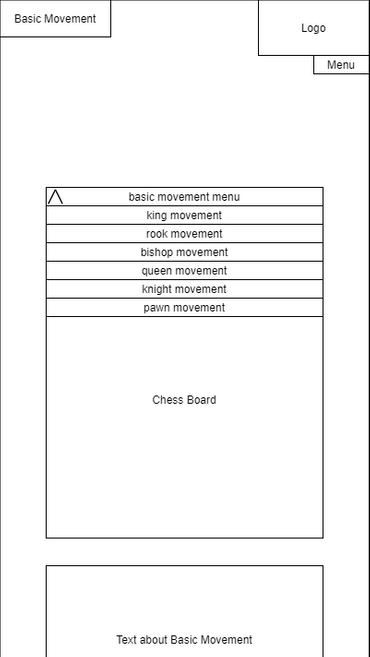 Basic Movement
Logo
Menu
basic movement menu
king movement
rook movement
bishop movement
queen movement
knight movement
pawn movement
Chess Board
Text about Basic Movement